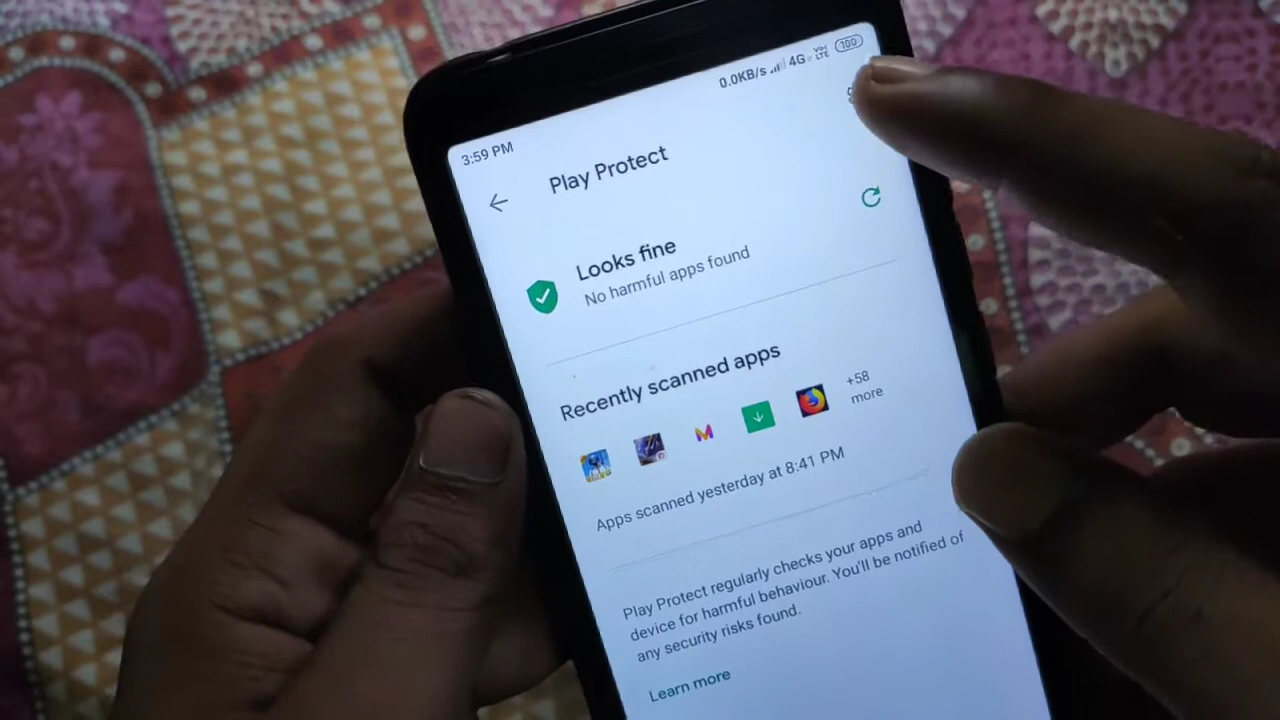 3:59 PM
0.0KB/s 4G VoLTE 100
Play Protect
Looks fine
No harmful apps found
Recently scanned apps
+58
more
Apps scanned yesterday at 8:41 PM
Play Protect regularly checks your apps and
device for harmful behaviour. You'll be notified of
any security risks found.
Learn more